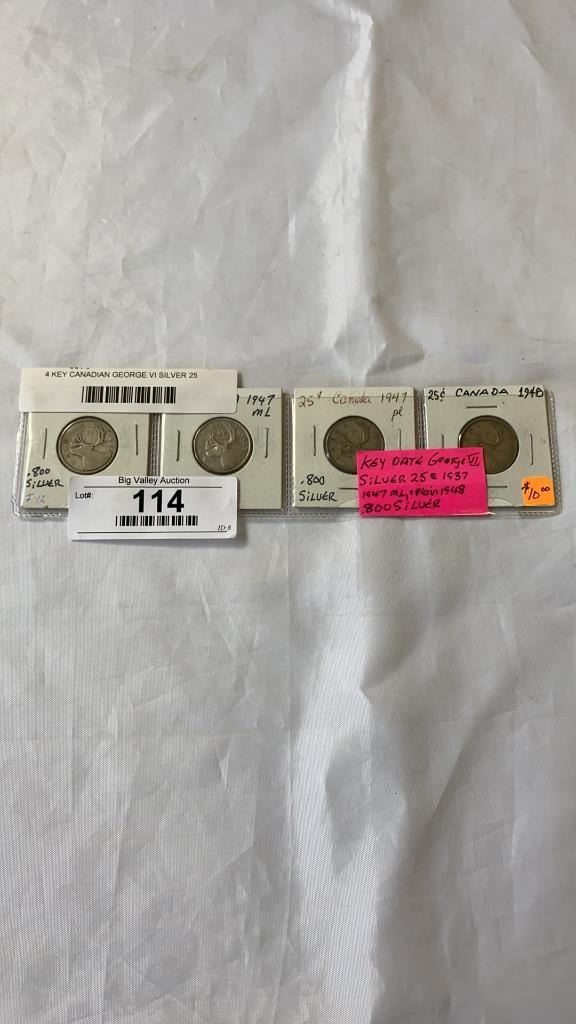 4 KEY CANADIAN GEORGE VI SILVER 25
.800
SILVER
F-12
Big Valley Auction
Lot#:
114
ID:8
1947
ML
25¢ Canada 1947
pl.
.800
SILVER
KEY DATE George VI
SILVER 25¢ 1937
1947 ML, + Plain 1948
800 SILVER
25¢ CANADA 1948
$10.00